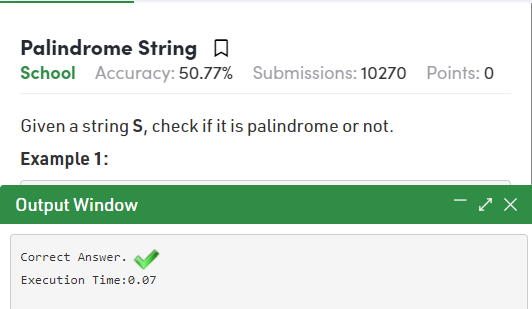 Palindrome String
School Accuracy: 50.77% Submissions: 10270 Points: 0
Given a string S, check if it is palindrome or not.
Example 1:
Output Window
Correct Answer.
Execution Time:0.07